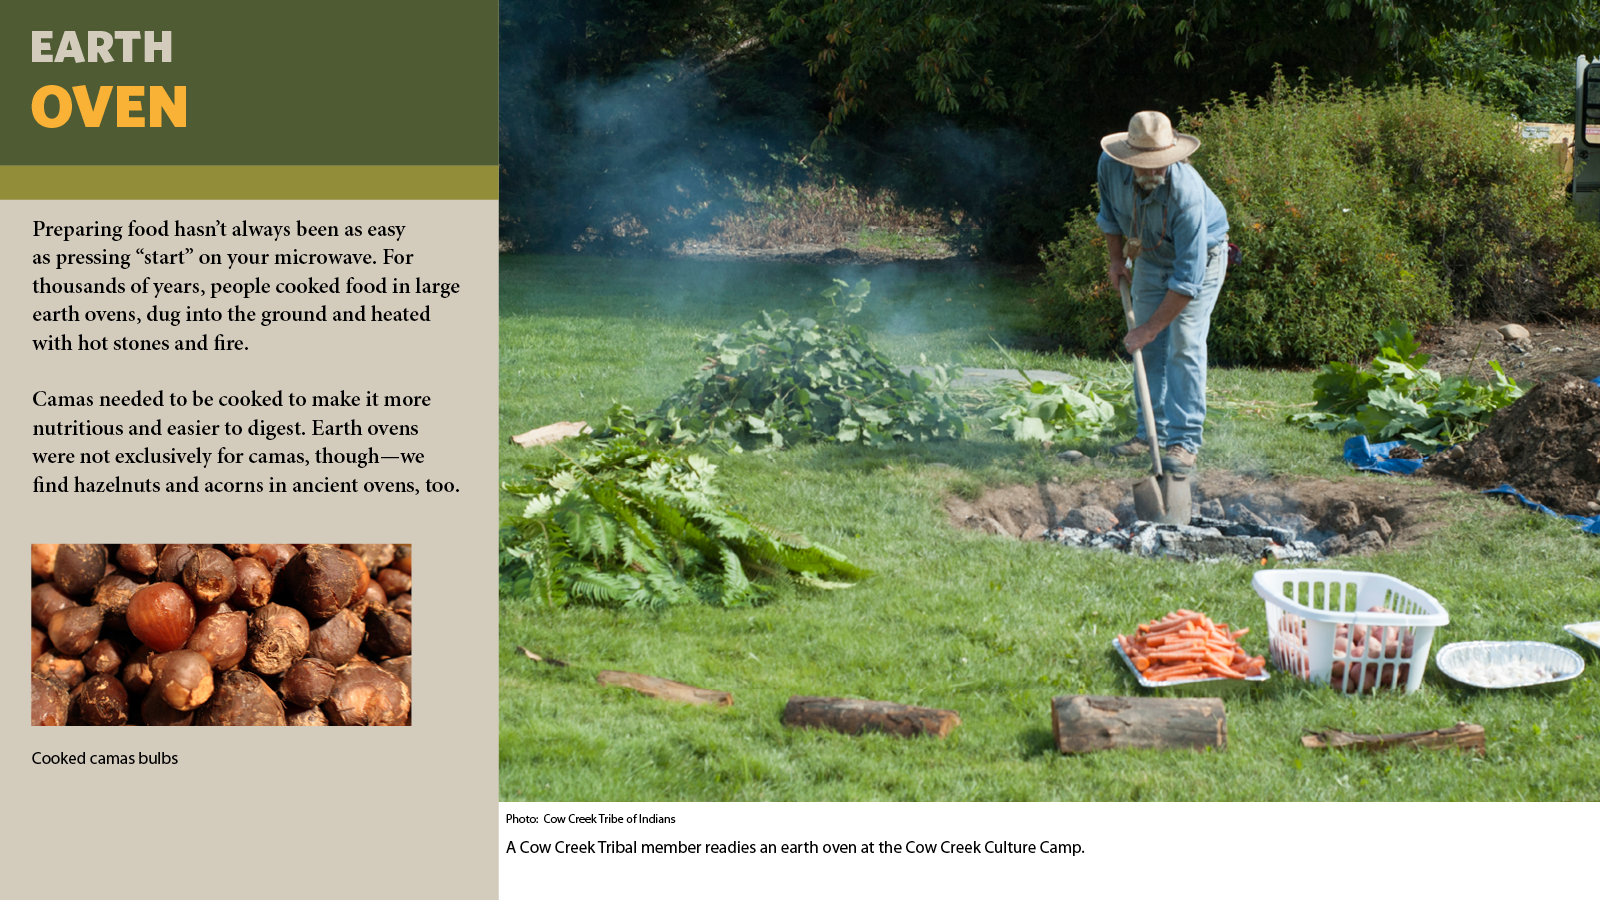 EARTH
OVEN
Preparing food hasn’t always been as easy
as pressing “start” on your microwave. For
thousands of years, people cooked food in large
earth ovens, dug into the ground and heated
with hot stones and fire.
Camas needed to be cooked to make it more
nutritious and easier to digest. Earth ovens
were not exclusively for camas, though—we
find hazelnuts and acorns in ancient ovens, too.
Cooked camas bulbs
Photo: Cow Creek Tribe of Indians
A Cow Creek Tribal member readies an earth oven at the Cow Creek Culture Camp.